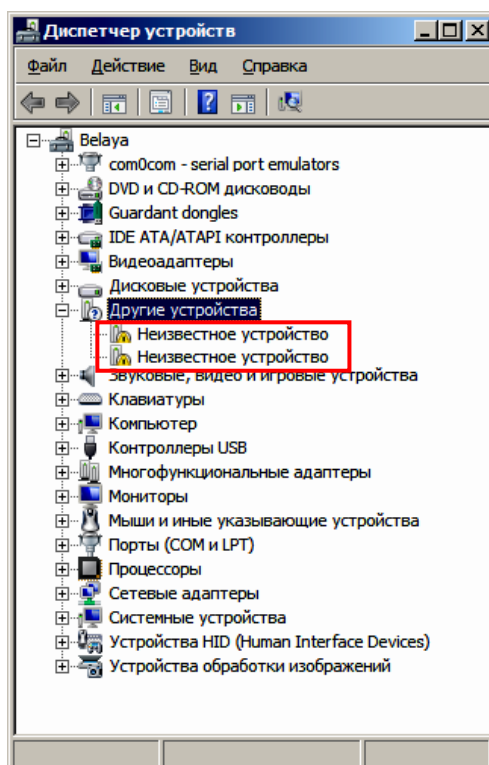 Диспетчер устройств
Файл Действие Вид Справка
Belaya
com0com - serial port emulators
DVD и CD-ROM дисководы
Guardant dongles
IDE ATA/ATAPI контроллеры
Видеоадаптеры
Дисковые устройства
Другие устройства
Неизвестное устройство
Неизвестное устройство
Звуковые, видео и игровые устройства
Клавиатуры
Компьютер
Контроллеры USB
Многофункциональные адаптеры
Мониторы
Мыши и иные указывающие устройства
Порты (COM и LPT)
Процессоры
Сетевые адаптеры
Системные устройства
Устройства HID (Human Interface Devices)
Устройства обработки изображений